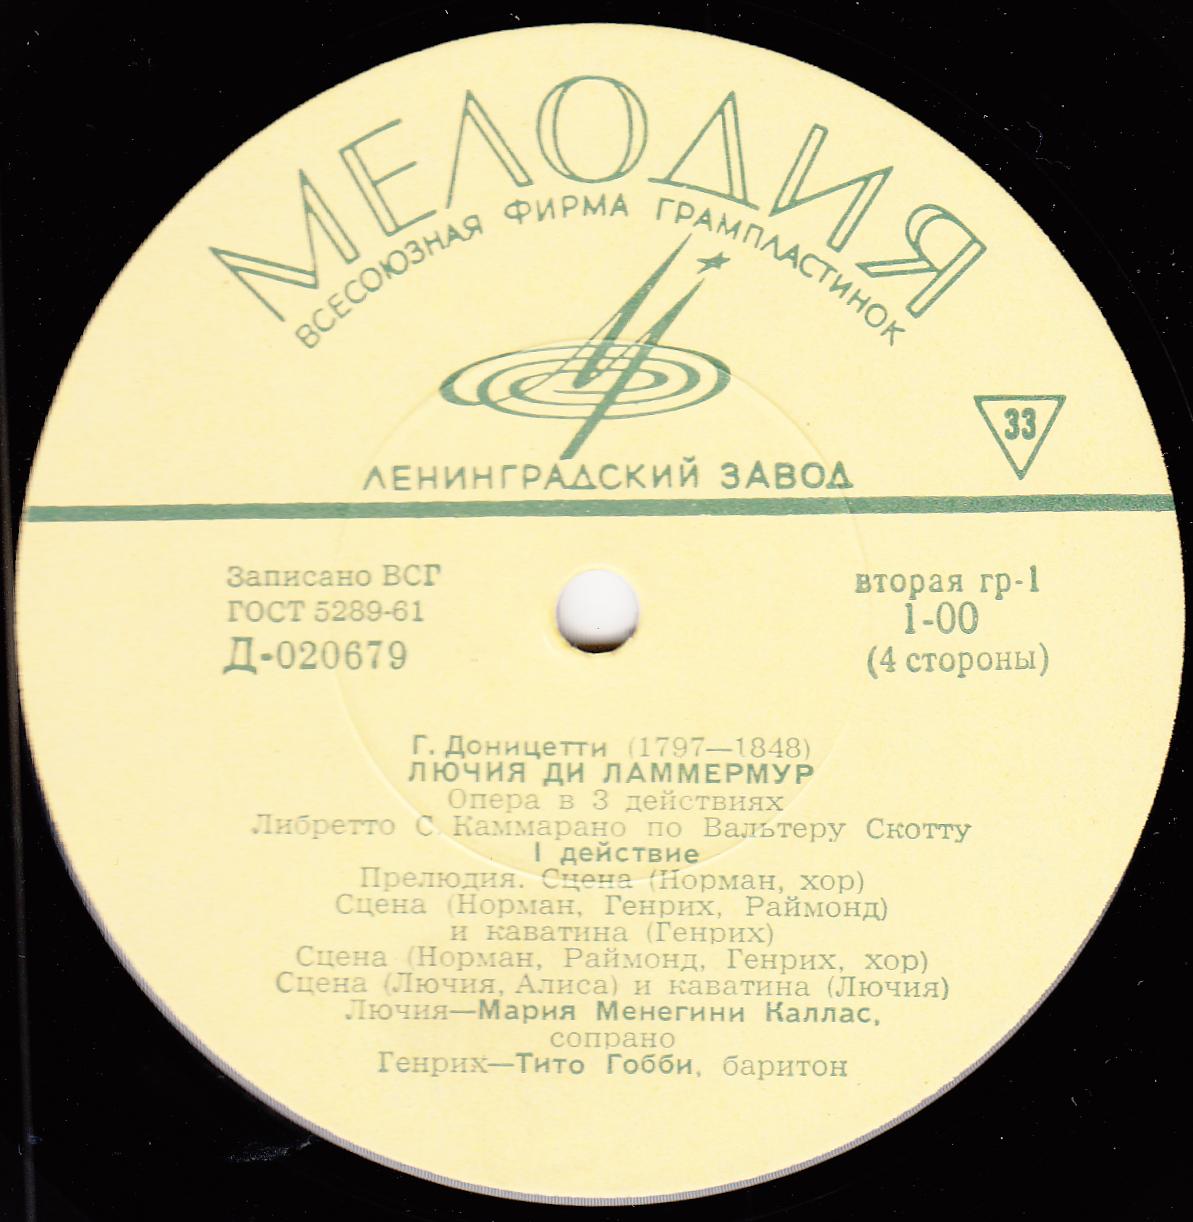 МЕЛОДИЯ
ВСЕСОЮЗНАЯ ФИРМА ГРАМПЛАСТИНОК
33
ЛЕНИНГРАДСКИЙ ЗАВОД
Записано ВСГ
ГОСТ 5289-61
Д-020679
вторая гр-1
1-00
(4 стороны)
Г. Доницетти (1797—1848)
ЛЮЧИЯ ДИ ЛАММЕРМУР
Опера в 3 действиях
Либретто С. Каммарано по Вальтеру Скотту
I действие
Прелюдия. Сцена (Норман, хор)
Сцена (Норман, Генрих, Раймонд)
и каватина (Генрих)
Сцена (Норман, Раймонд, Генрих, хор)
Сцена (Лючия, Алиса) и каватина (Лючия)
Лючия—Мария Менегини Каллас,
сопрано
Генрих—Тито Гобби, баритон